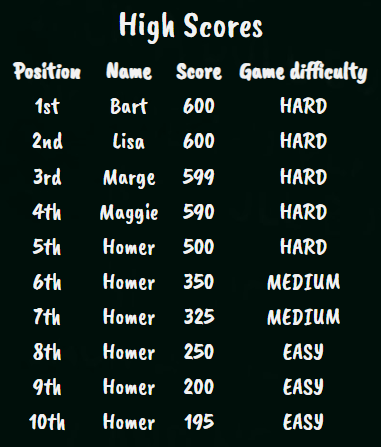 High Scores
Position Name Score Game difficulty
1st Bart 600 HARD
2nd Lisa 600 HARD
3rd Marge 599 HARD
4th Maggie 590 HARD
5th Homer 500 HARD
6th Homer 350 MEDIUM
7th Homer 325 MEDIUM
8th Homer 250 EASY
9th Homer 200 EASY
10th Homer 195 EASY